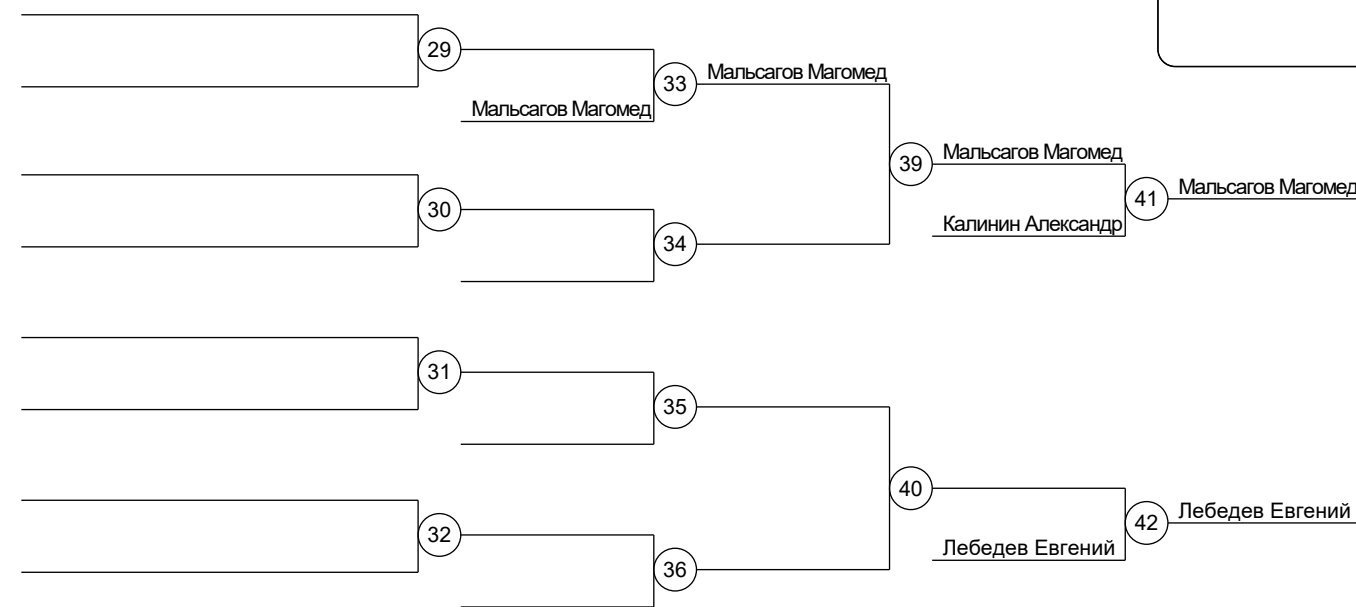 29
33
Мальсагов Магомед
Мальсагов Магомед
39
Мальсагов Магомед
30
41
Мальсагов Магомед
Калинин Александр
34
31
35
40
42
Лебедев Евгений
32
Лебедев Евгений
36